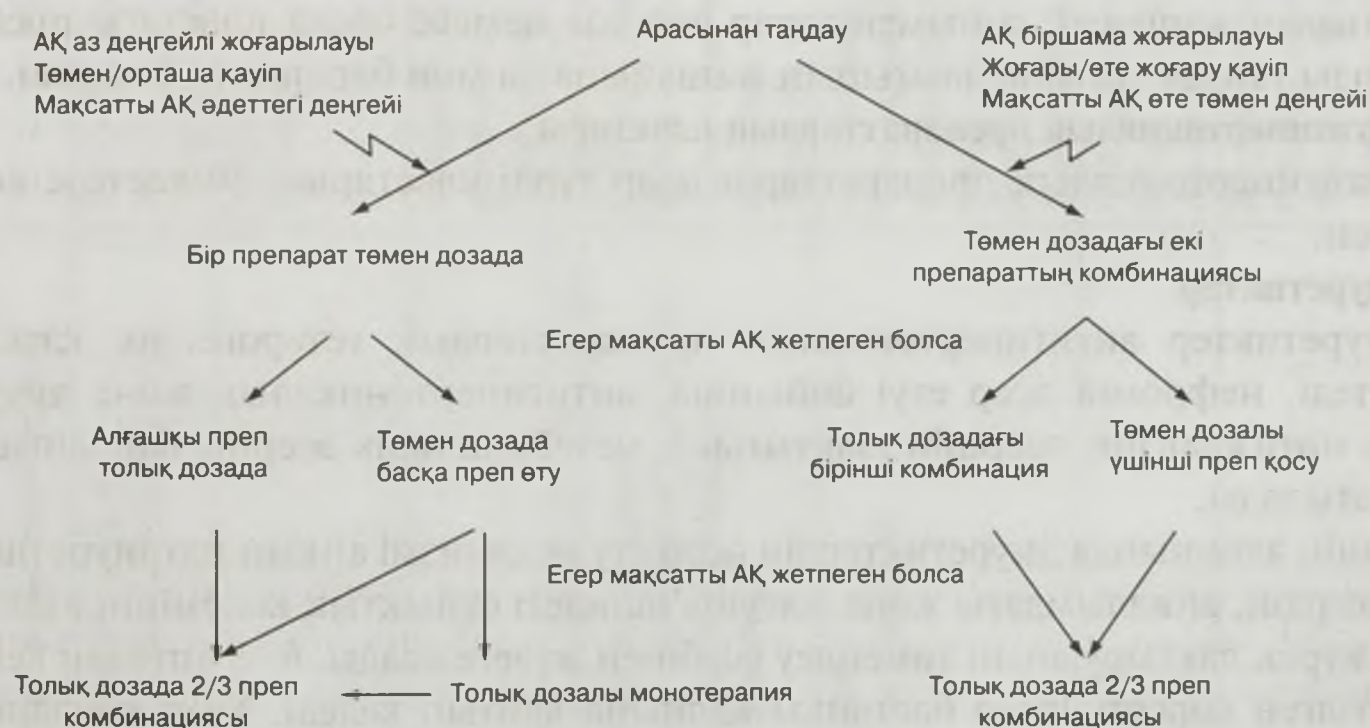 АҚ аз деңгейлі жоғарылауы
Төмен/орташа қауіп
Мақсатты АҚ әдеттегі деңгейі
Арасынан таңдау
АҚ біршама жоғарылауы
Жоғары/өте жоғару қауіп
Мақсатты АҚ өте төмен деңгейі
Бір препарат төмен дозада
Төмен дозадағы екі
препараттың комбинациясы
Егер мақсатты АҚ жетпеген болса
Алғашқы преп
толық дозада
Төмен дозада
басқа преп өту
Толық дозадағы
бірінші комбинация
Төмен дозалы
үшінші преп қосу
Егер мақсатты АҚ жетпеген болса
Толық дозада 2/3 преп
комбинациясы
Толық дозалы монотерапия
Толық дозада 2/3 преп
комбинациясы